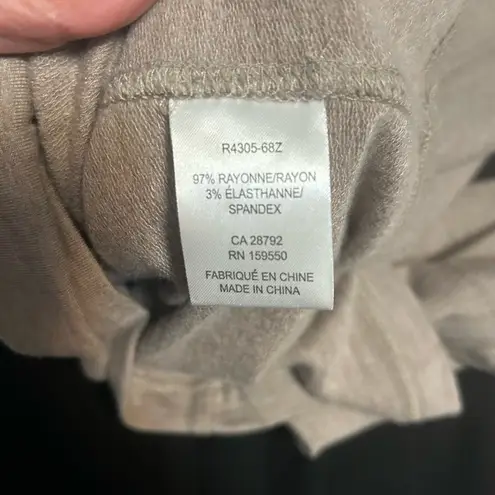 R4305-68Z
97% RAYONNE/RAYON
3% ÉLASTHANNE/
SPANDEX
CA 28792
RN 159550
FABRIQUÉ EN CHINE
MADE IN CHINA